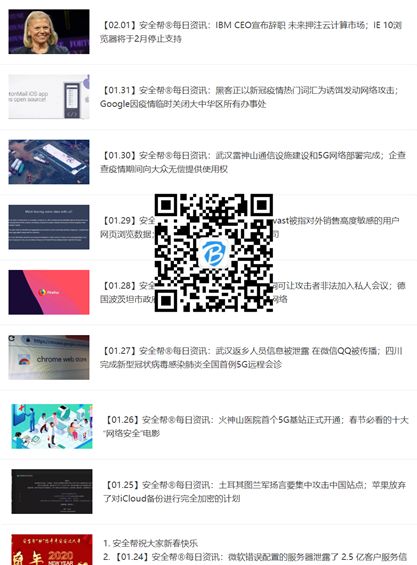 【02.01】安全帮®每日资讯：IBM CEO宣布辞职 未来押注云计算市场；IE 10浏
览器将于2月停止支持
otonMail iOS app
is open source!
【01.31】安全帮®每日资讯：黑客正以新冠疫情热门词汇为诱饵发动网络攻击；
Google因疫情临时关闭大中华区所有办事处
【01.30】安全帮®每日资讯：武汉雷神山通信设施建设和5G网络部署完成；企查
查疫情期间向大众无偿提供使用权
【01.29】安全 vast被指对外销售高度敏感的用户
网页浏览数据； 司
B
Firefox
【01.28】安全 可让攻击者非法加入私人会议；德
国波茨坦市政 网络
chrome web store
【01.27】安全帮®每日资讯：武汉返乡人员信息被泄露 在微信QQ被传播；四川
完成新型冠状病毒感染肺炎全国首例5G远程会诊
【01.26】安全帮®每日资讯：火神山医院首个5G基站正式开通；春节必看的十大
“网络安全”电影
【01.25】安全帮®每日资讯：土耳其图兰军扬言要集中攻击中国站点；苹果放弃
了对iCloud备份进行完全加密的计划
鼠年
2020
NEW YEAR
1. 安全帮祝大家新春快乐
2. 【01.24】安全帮®每日资讯：微软错误配置的服务器泄露了 2.5 亿客户服务信